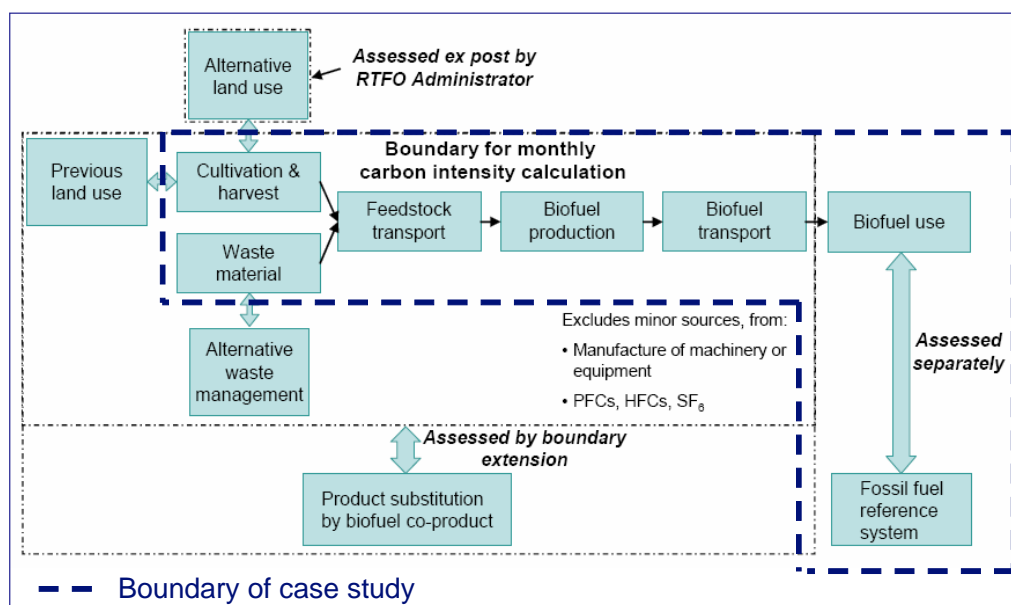 Alternative
land use
Assessed ex post by
RTFO Administrator
Previous
land use
Cultivation &
harvest
Boundary for monthly
carbon intensity calculation
Waste
material
Feedstock
transport
Biofuel
production
Biofuel
transport
Biofuel use
Alternative
waste
management
Excludes minor sources, from:
• Manufacture of machinery or
equipment
• PFCs, HFCs, SF₆
Assessed
separately
Assessed by boundary
extension
Product substitution
by biofuel co-product
Fossil fuel
reference
system
Boundary of case study